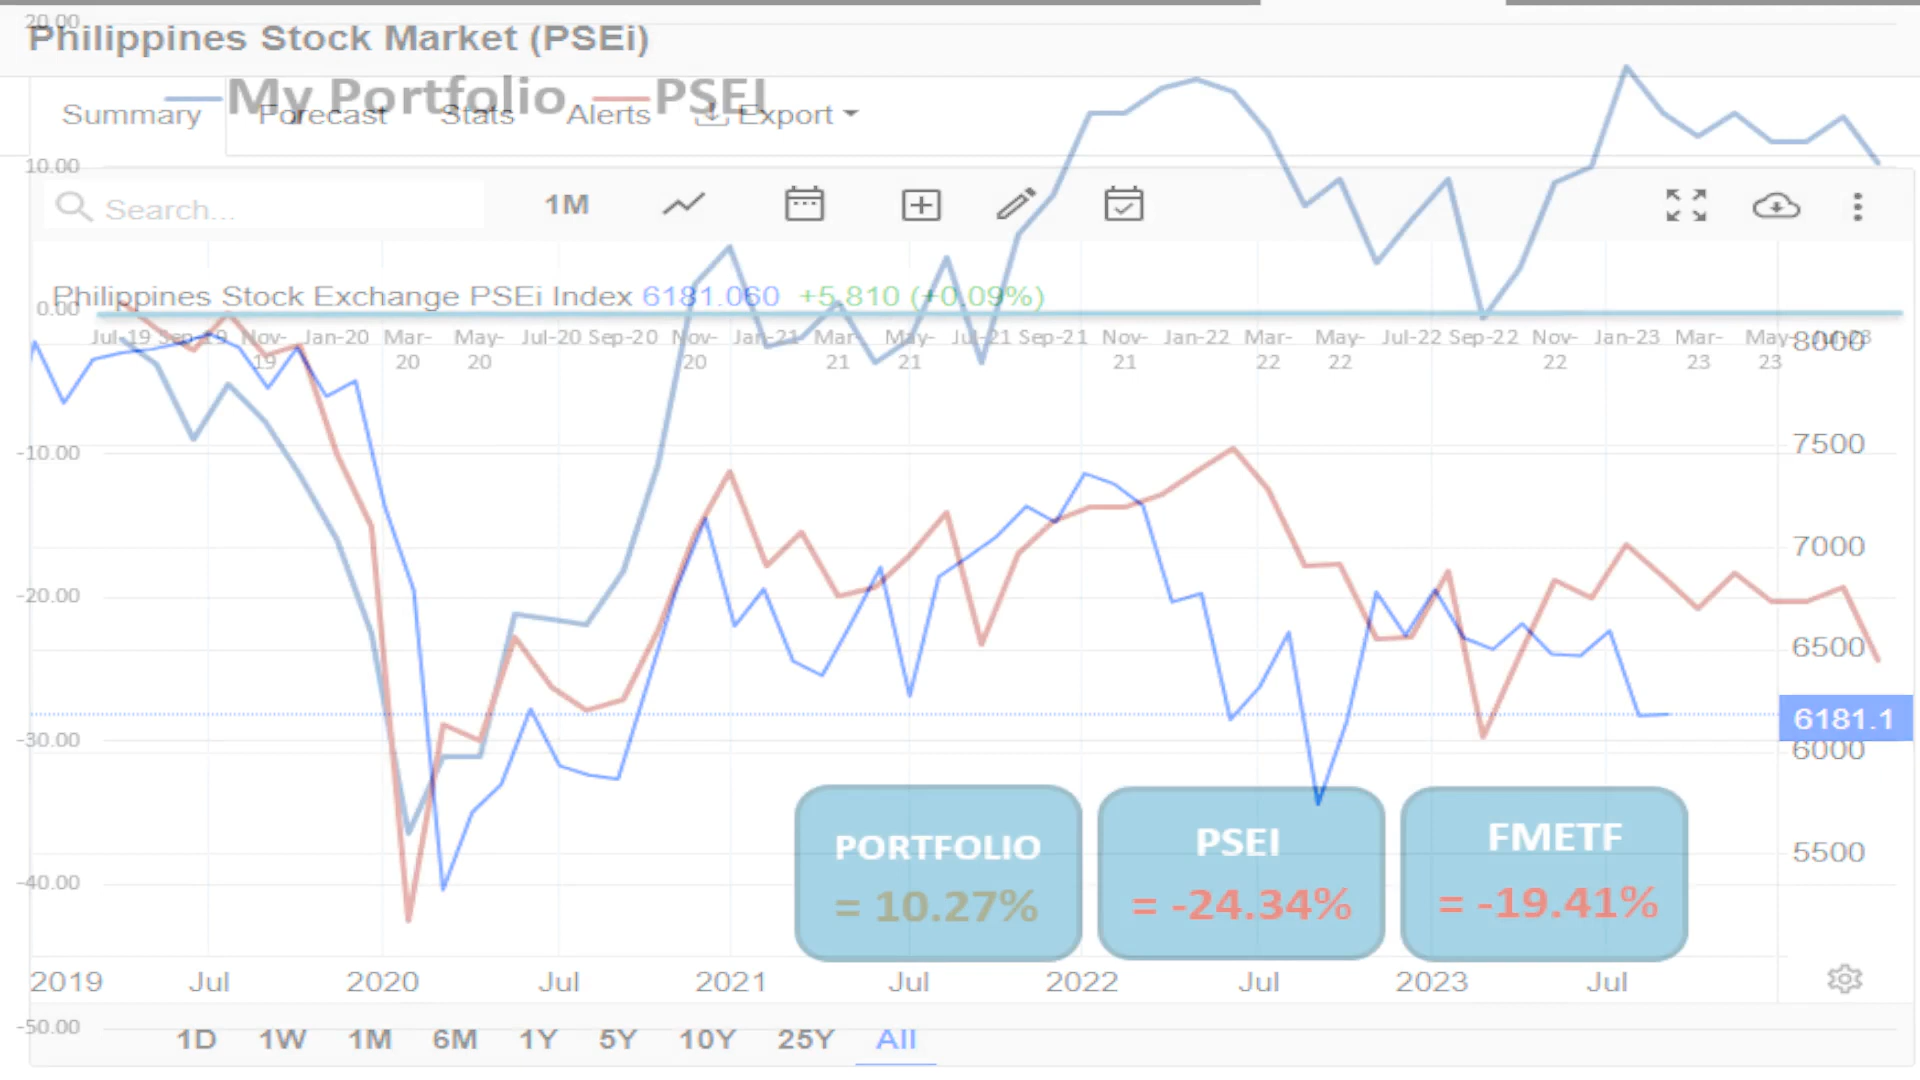 20.00
Philippines Stock Market (PSEi)
My Portfolio PSEI
Summary Forecast Stats Alerts Export
10.00
Search... 1M
Philippines Stock Exchange PSEi Index 6181.060 +5.810 (+0.09%)
0.00
Jul-19 Sep-19 Nov-19 Jan-20 Mar-20 May-20 Jul-20 Sep-20 Nov-20 Jan-21 Mar-21 May-21 Jul-21 Sep-21 Nov-21 Jan-22 Mar-22 May-22 Jul-22 Sep-22 Nov-22 Jan-23 Mar-23 May-23 Jul-23
8000
-10.00 7500
7000
-20.00
6500
6181.1
-30.00 6000
PORTFOLIO PSEI FMETF
5500
-40.00
= 10.27% = -24.34% = -19.41%
2019 Jul 2020 Jul 2021 Jul 2022 Jul 2023 Jul
-50.00
1D 1W 1M 6M 1Y 5Y 10Y 25Y All